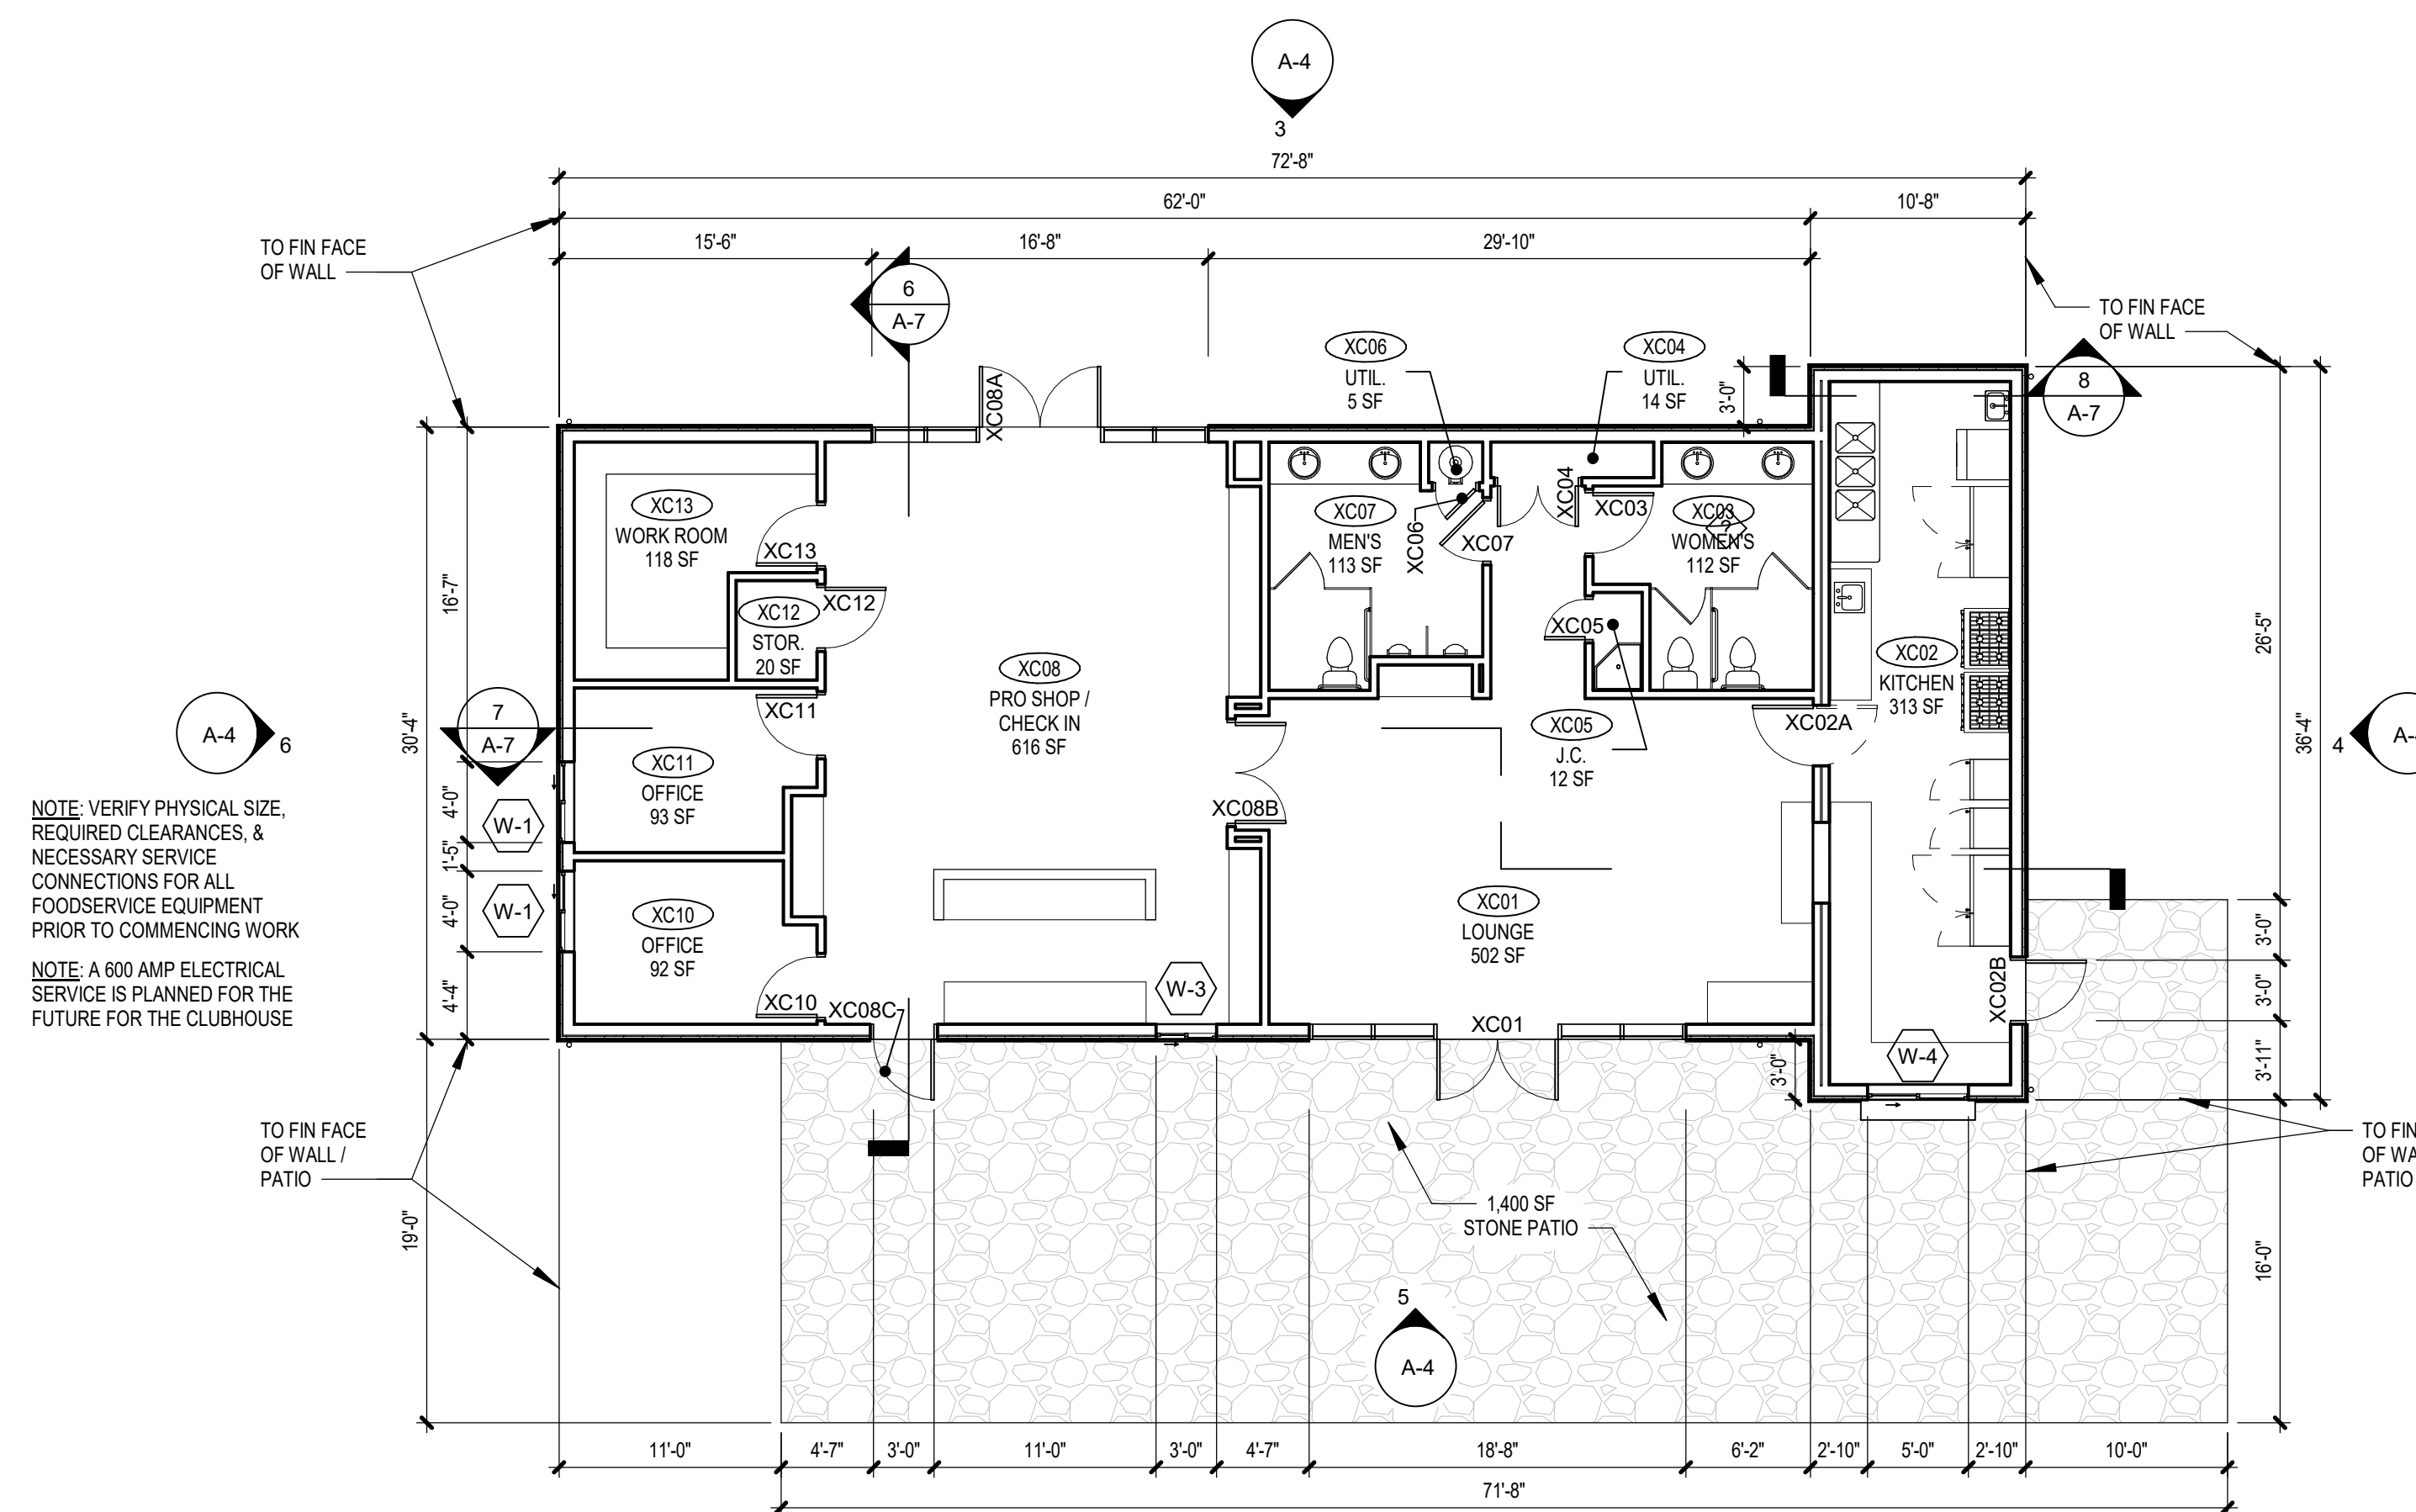 A-4
3
72'-8"
62'-0"
10'-8"
15'-6"
16'-8"
29'-10"
TO FIN FACE
OF WALL
6
A-7
TO FIN FACE
OF WALL
XC06
UTIL.
5 SF
XC04
UTIL.
14 SF
3'-0"
8
A-7
XC08A
XC13
WORK ROOM
118 SF
XC13
XC12
STOR.
20 SF
XC12
XC07
MEN'S
113 SF
XC06
XC07
XC04
XC03
XC03
WOMEN'S
112 SF
XC05
XC08
PRO SHOP /
CHECK IN
616 SF
XC02
KITCHEN
313 SF
XC02A
XC05
J.C.
12 SF
XC11
XC11
OFFICE
93 SF
XC08B
XC10
OFFICE
92 SF
XC10
XC08C
W-3
XC01
LOUNGE
502 SF
XC01
XC02B
W-4
3'-0"
A-4
6
7
A-7
W-1
W-1
30'-4"
16'-7"
4'-0"
1'-5"
4'-0"
4'-4"
19'-0"
NOTE: VERIFY PHYSICAL SIZE,
REQUIRED CLEARANCES, &
NECESSARY SERVICE
CONNECTIONS FOR ALL
FOODSERVICE EQUIPMENT
PRIOR TO COMMENCING WORK
NOTE: A 600 AMP ELECTRICAL
SERVICE IS PLANNED FOR THE
FUTURE FOR THE CLUBHOUSE
26'-5"
36'-4"
4
3'-0"
3'-0"
3'-11"
16'-0"
TO FIN FACE
OF WALL /
PATIO
TO FIN
PATIO
1,400 SF
STONE PATIO
5
A-4
11'-0"
4'-7"
3'-0"
11'-0"
3'-0"
4'-7"
18'-8"
6'-2"
2'-10"
5'-0"
2'-10"
10'-0"
71'-8"